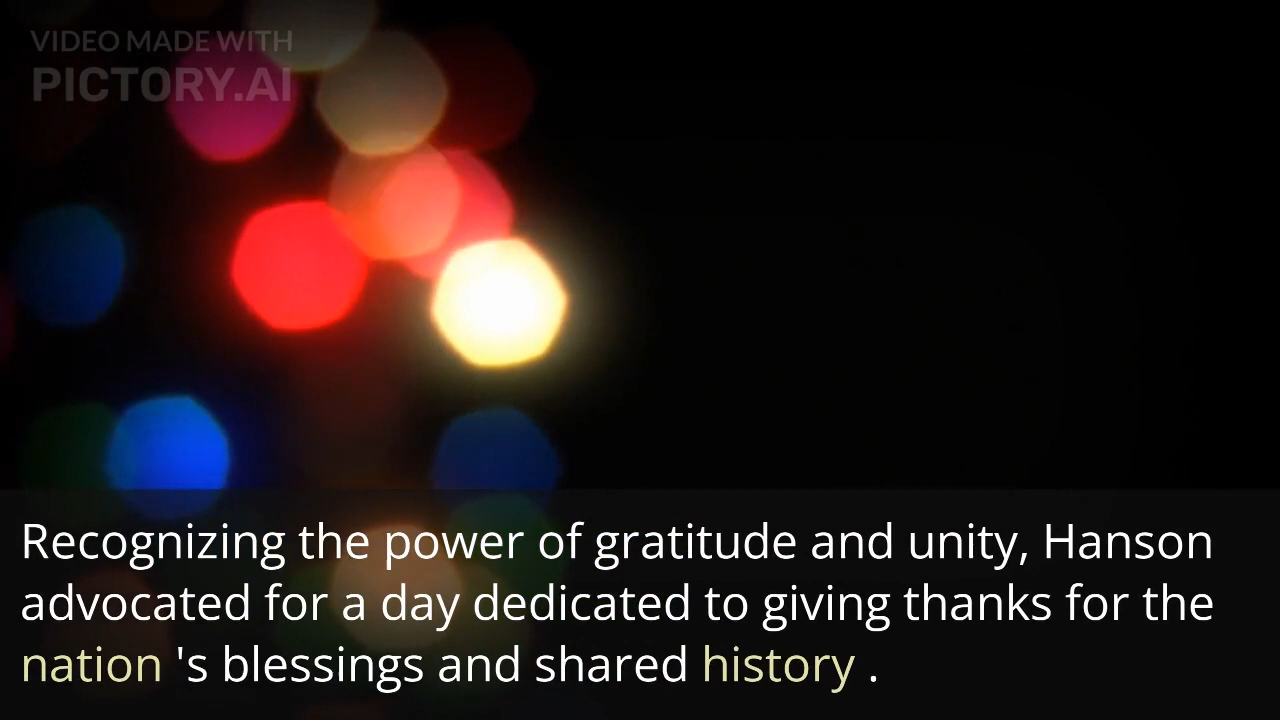 VIDEO MADE WITH
PICTORY.AI
Recognizing the power of gratitude and unity, Hanson
advocated for a day dedicated to giving thanks for the
nation 's blessings and shared history .